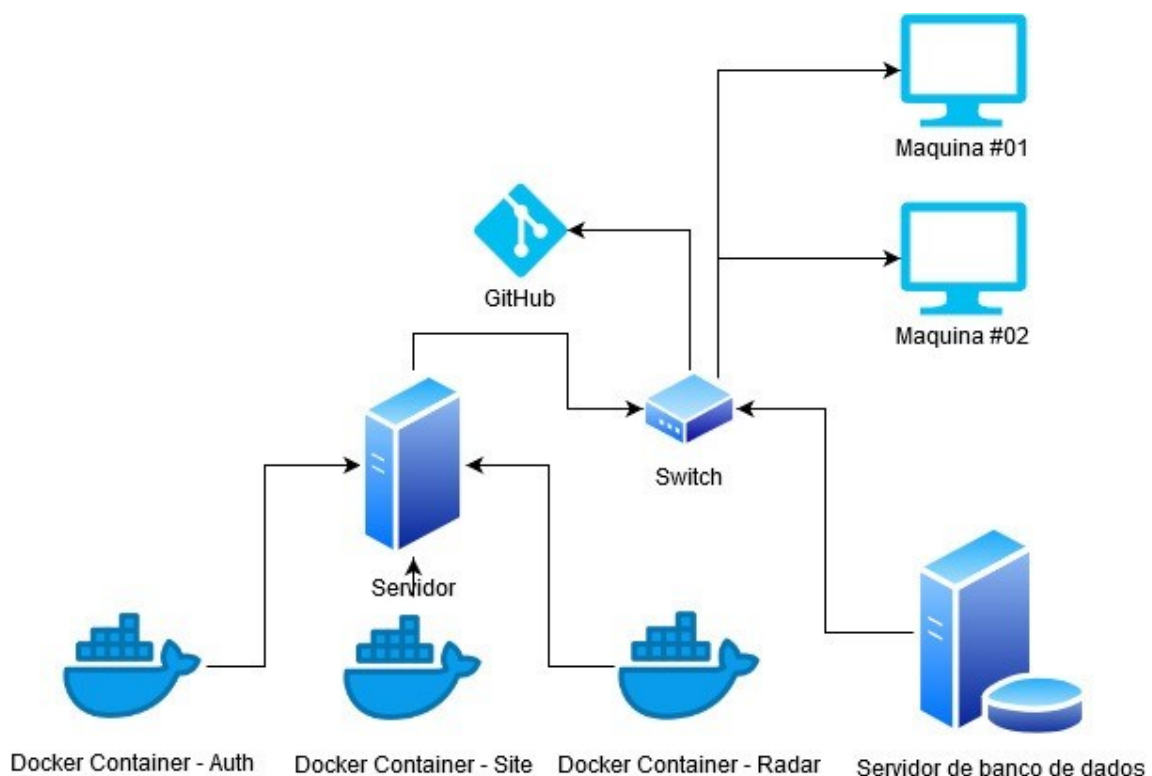 Maquina #01
GitHub
Maquina #02
Switch
Servidor
Docker Container - Auth
Docker Container - Site
Docker Container - Radar
Servidor de banco de dados